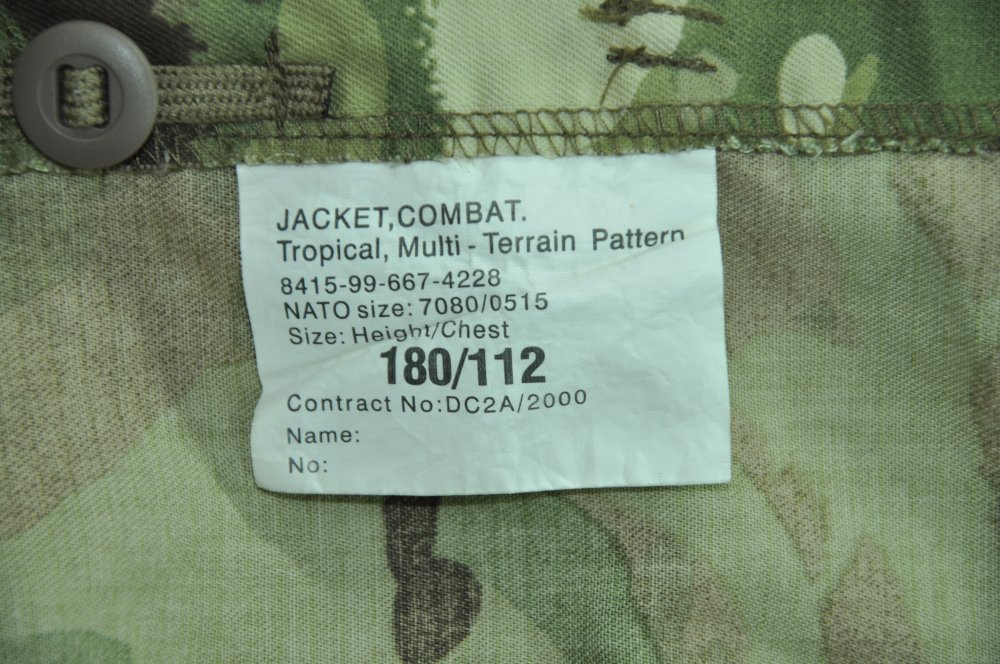 JACKET,COMBAT.
Tropical, Multi - Terrain Pattern
8415-99-667-4228
NATO size: 7080/0515
Size: Height/Chest
180/112
Contract No:DC2A/2000
Name:
No: